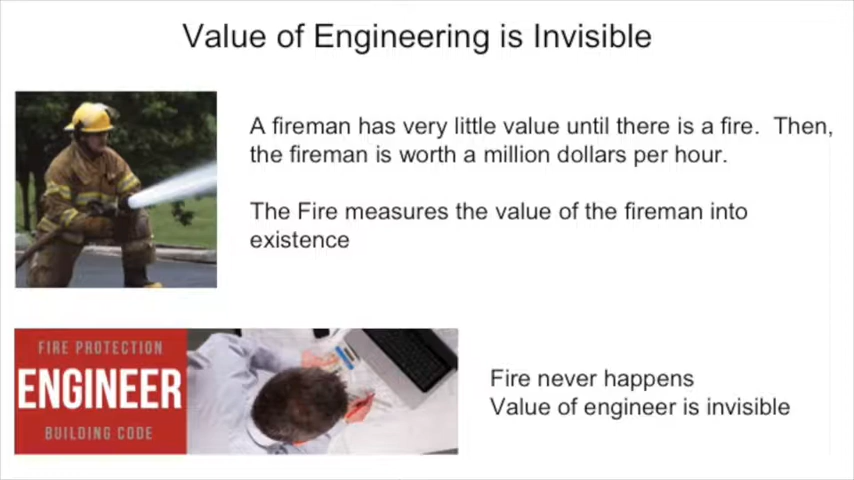 Value of Engineering is Invisible
A fireman has very little value until there is a fire.  Then,
the fireman is worth a million dollars per hour.
The Fire measures the value of the fireman into
existence
FIRE PROTECTION
ENGINEER
BUILDING CODE
Fire never happens
Value of engineer is invisible